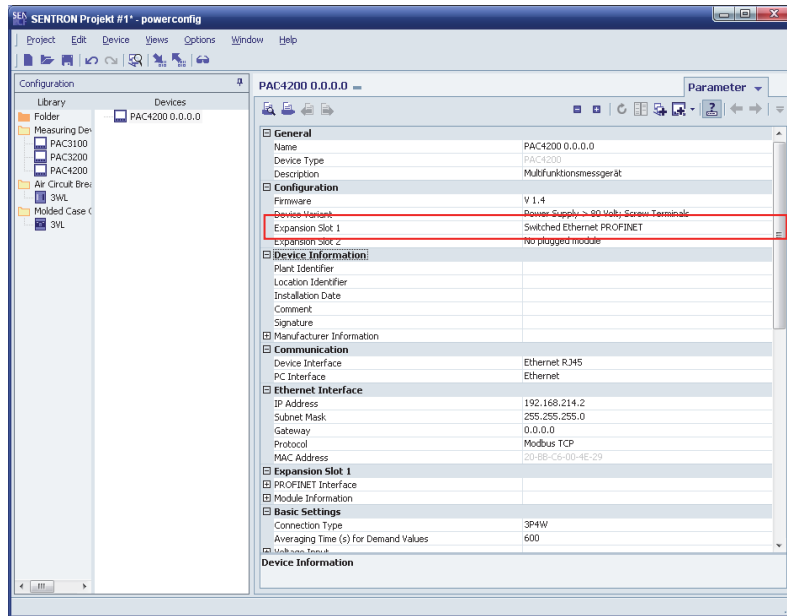 SENTRON Projekt #1* - powerconfig
Project Edit Device Views Options Window Help
Configuration
Library Devices
Folder
Measuring Dev
PAC3100
PAC3200
PAC4200
Air Circuit Brea
3WL
Molded Case C
3VL
PAC4200 0.0.0.0
PAC4200 0.0.0.0
Parameter
General
Name PAC4200 0.0.0.0
Device Type PAC4200
Description Multifunktionsmessgerät
Configuration
Firmware V 1.4
Device Variant Power Supply > 80 Volt; Screw Terminals
Expansion Slot 1 Switched Ethernet PROFINET
Expansion Slot 2 No plugged module
Device Information
Plant Identifier
Location Identifier
Installation Date
Comment
Signature
Manufacturer Information
Communication
Device Interface Ethernet RJ45
PC Interface Ethernet
Ethernet Interface
IP Address 192.168.214.2
Subnet Mask 255.255.255.0
Gateway 0.0.0.0
Protocol Modbus TCP
MAC Address 20-BB-C6-00-4E-29
Expansion Slot 1
PROFINET Interface
Module Information
Basic Settings
Connection Type 3P4W
Averaging Time (s) for Demand Values 600
Voltage Input
Device Information